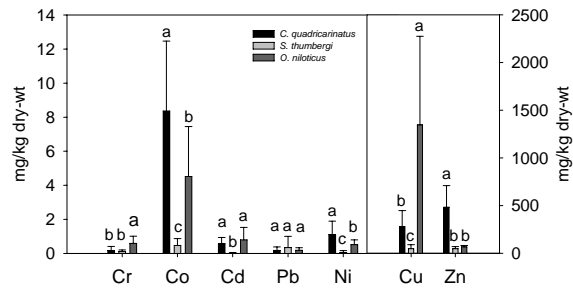 14
12
10
8
6
4
2
0
mg/kg dry-wt
2500
2000
1500
1000
500
0
mg/kg dry-wt
C. quadricarinatus
S. thumbergi
O. niloticus
b b a
a c b
a b a
a a a
a c b
b c a
a b b
Cr Co Cd Pb Ni Cu Zn